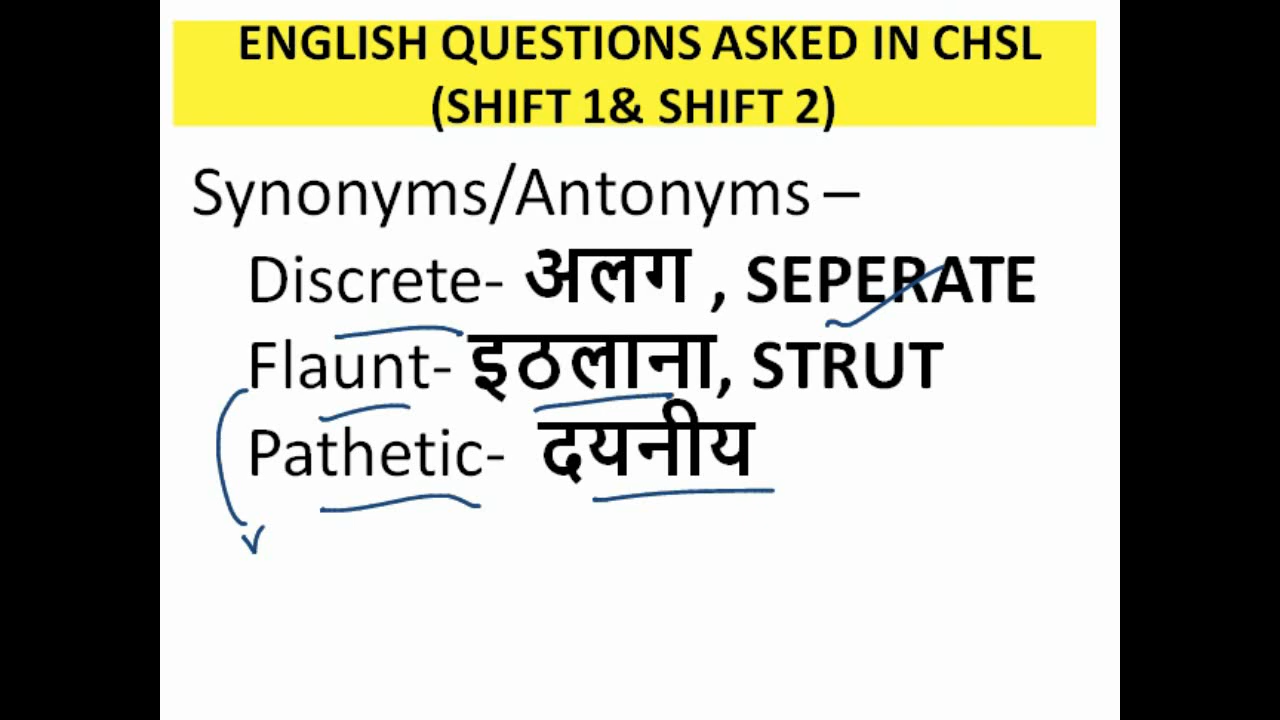 ENGLISH QUESTIONS ASKED IN CHSL
(SHIFT 1& SHIFT 2)
Synonyms/Antonyms –
Discrete- अलग , SEPERATE
Flaunt- इठलाना, STRUT
Pathetic- दयनीय